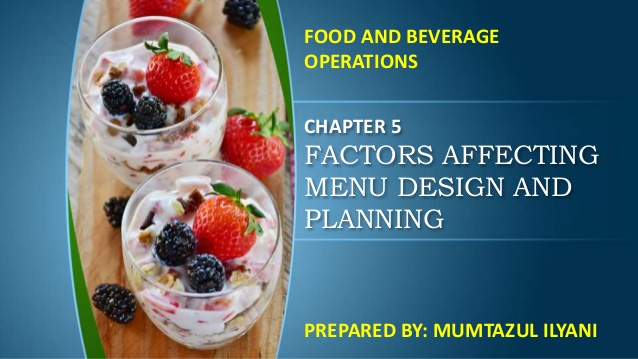 FOOD AND BEVERAGE
OPERATIONS
CHAPTER 5
FACTORS AFFECTING
MENU DESIGN AND
PLANNING
PREPARED BY: MUMTAZUL ILYANI